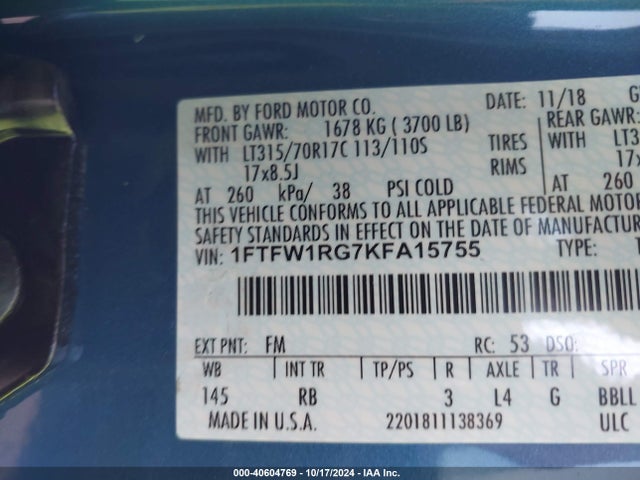 MFD. BY FORD MOTOR CO. DATE: 11/18
FRONT GAWR: 1678 KG ( 3700 LB) REAR GAWR:
WITH LT315/70R17C 113/110S TIRES WITH
17x8.5J RIMS
AT 260 kPa/ 38 PSI COLD AT 260
THIS VEHICLE CONFORMS TO ALL APPLICABLE FEDERAL MOTOR
SAFETY STANDARDS IN EFFECT ON THE DATE OF MANUFACTURE
VIN: 1FTFW1RG7KFA15755 TYPE:
EXT PNT: FM RC: 53 DSO:
WB INT TR TP/PS R AXLE TR SPR
145 RB 3 L4 G BBLL
MADE IN U.S.A. 2201811138369 ULC
000-40604769 - 10/17/2024 - IAA Inc.